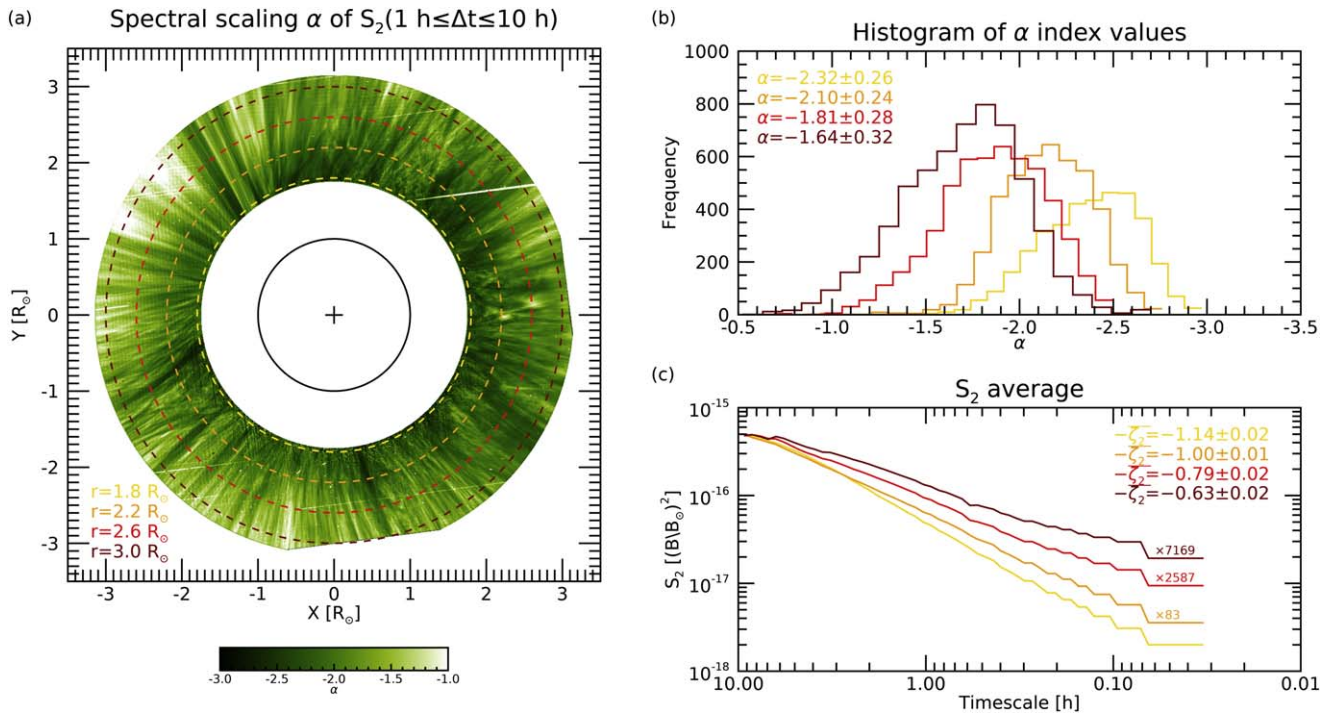 (a)
Spectral scaling α of S₂(1 h≤Δt≤10 h)
3
2
1
0
-1
-2
-3
Y [R☉]
r=1.8 R☉
r=2.2 R☉
r=2.6 R☉
r=3.0 R☉
-3 -2 -1 0 1 2 3
X [R☉]
-3.0 -2.5 -2.0 -1.5 -1.0
α
(b)
Histogram of α index values
1000
800
600
400
200
0
Frequency
α=−2.32±0.26
α=−2.10±0.24
α=−1.81±0.28
α=−1.64±0.32
-0.5 -1.0 -1.5 -2.0 -2.5 -3.0 3.5
α
(c)
S₂ average
10⁻¹⁵
10⁻¹⁶
10⁻¹⁷
10⁻¹⁸
S₂ [(B\B☉)²]
−ζ̅₂=−1.14±0.02
−ζ̅₂=−1.00±0.01
−ζ̅₂=−0.79±0.02
−ζ̅₂=−0.63±0.02
×7169
×2587
×83
10.00 1.00 0.10 0.01
Timescale [h]